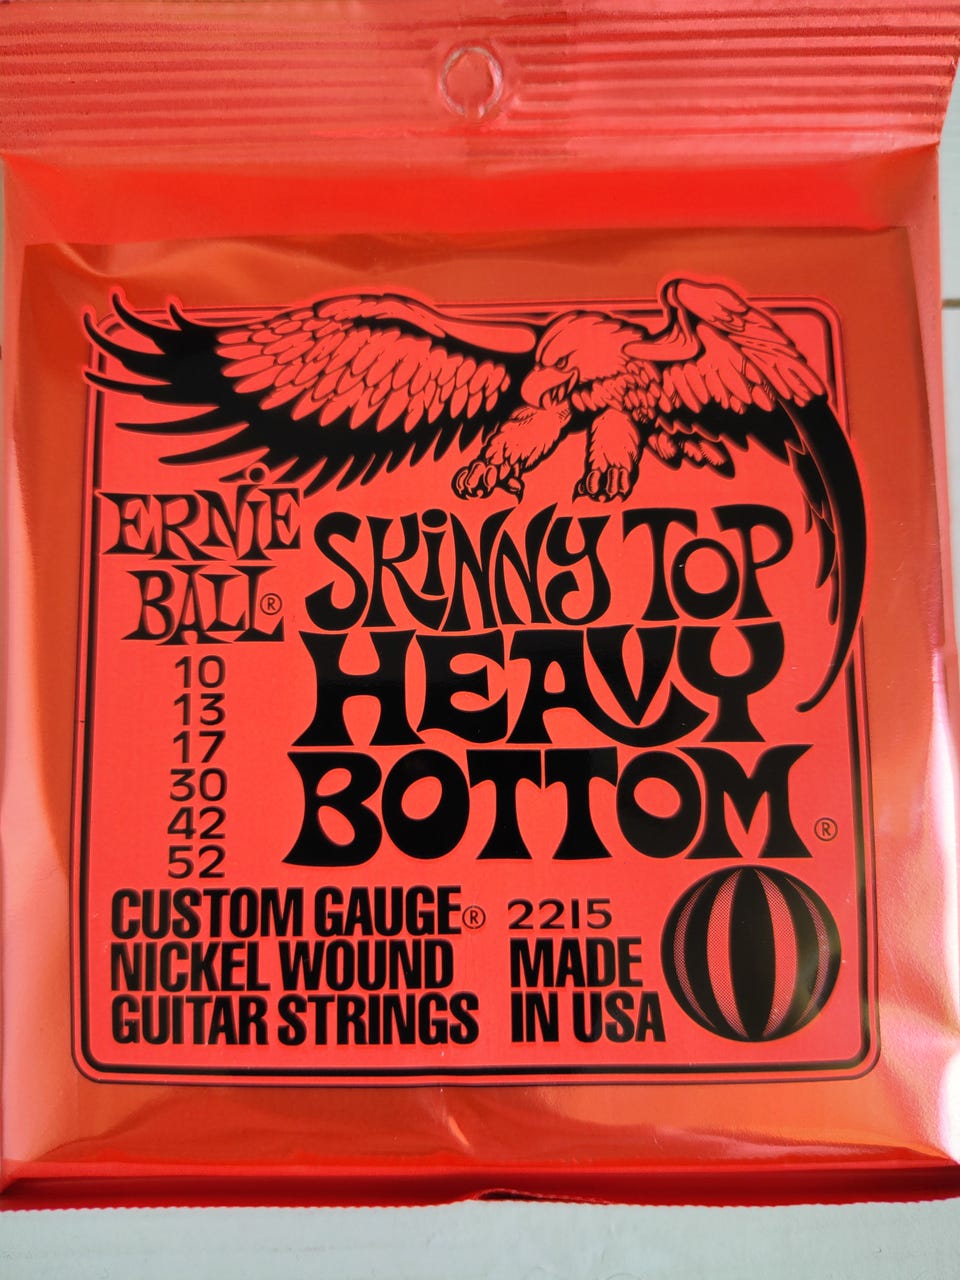 ERNIE
BALL®
SKINNY TOP
HEAVY
BOTTOM®
10
13
17
30
42
52
CUSTOM GAUGE®
NICKEL WOUND
GUITAR STRINGS
2215
MADE
IN USA